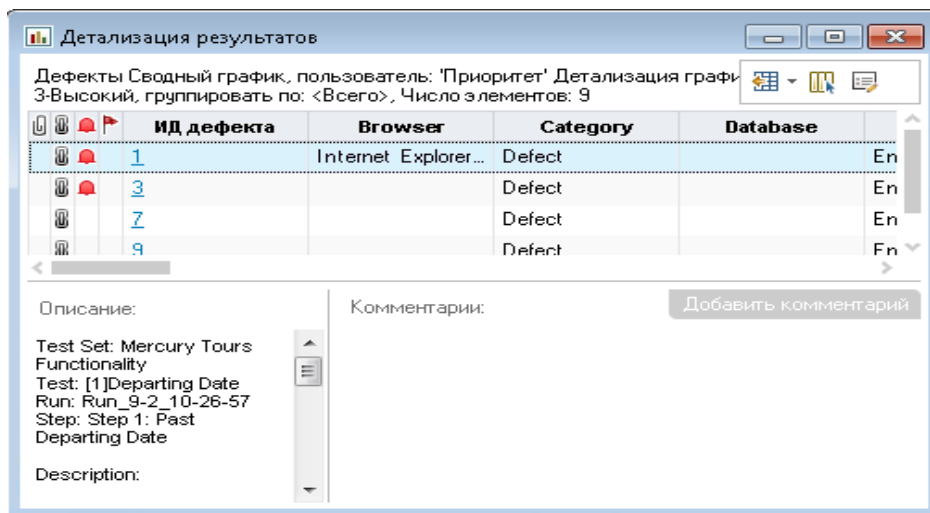 Детализация результатов
Дефекты Сводный график, пользователь: 'Приоритет' Детализация графи
3-Высокий, группировать по: <Всего>, Число элементов: 9
ИД дефекта Browser Category Database
1 Internet Explorer... Defect En
3 Defect En
7 Defect
9 Defect En
Описание: Комментарии: Добавить комментарий
Test Set: Mercury Tours
Functionality
Test: [1]Departing Date
Run: Run_9-2_10-26-57
Step: Step 1: Past
Departing Date
Description: